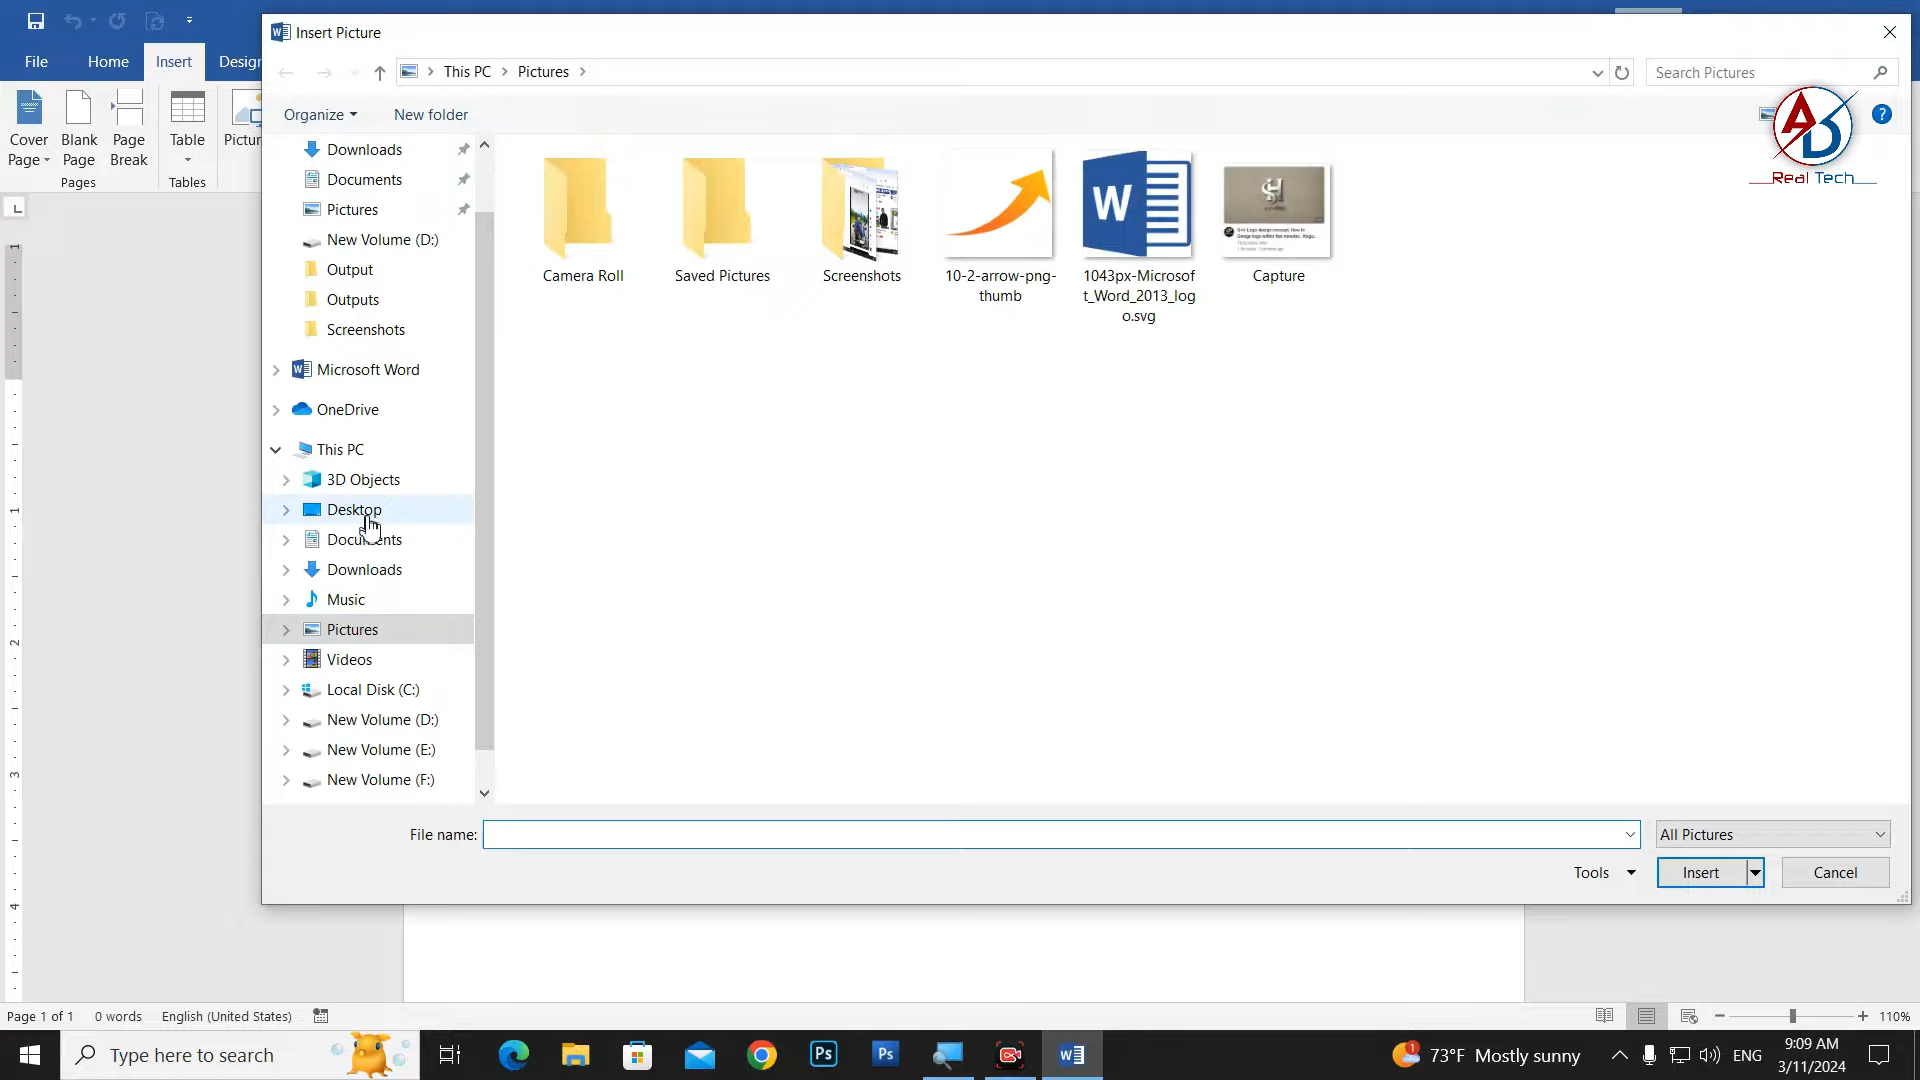 Insert Picture
File
Home
Insert
Design
This PC
Pictures
Search Pictures
Organize
New folder
?
Real Tech
Cover
Page
Blank
Page
Page
Break
Pages
Table
Tables
Downloads
Documents
Pictures
New Volume (D:)
Output
Outputs
Screenshots
Microsoft Word
OneDrive
This PC
3D Objects
Desktop
Documents
Downloads
Music
Pictures
Videos
Local Disk (C:)
New Volume (D:)
New Volume (E:)
New Volume (F:)
Camera Roll
Saved Pictures
Screenshots
10-2-arrow-png-
thumb
1043px-Microsof
t_Word_2013_log
o.svg
Capture
File name:
All Pictures
Tools
Insert
Cancel
Page 1 of 1
0 words
English (United States)
110%
Type here to search
Ps
Ps
1
73°F Mostly sunny
ENG
9:09 AM
3/11/2024